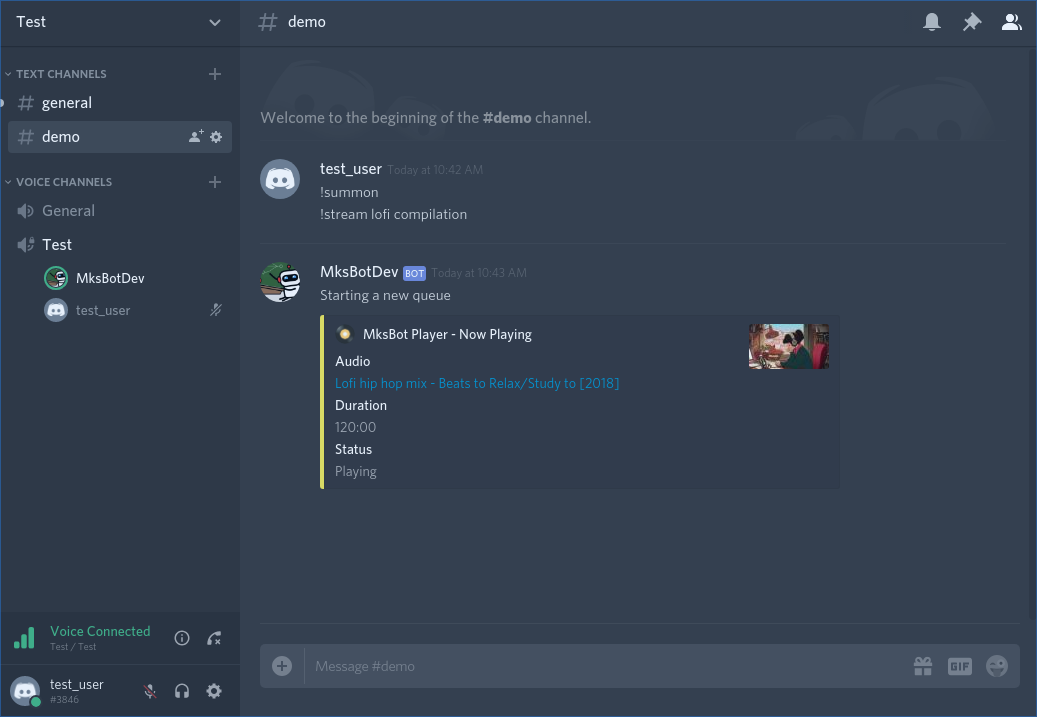 Test
TEXT CHANNELS
general
demo
VOICE CHANNELS
General
Test
MksBotDev
test_user
Voice Connected
Test / Test
test_user
#3846
demo
Welcome to the beginning of the #demo channel.
test_user Today at 10:42 AM
!summon
!stream lofi compilation
MksBotDev BOT Today at 10:43 AM
Starting a new queue
MksBot Player - Now Playing
Audio
Lofi hip hop mix - Beats to Relax/Study to [2018]
Duration
120:00
Status
Playing
Message #demo
GIF